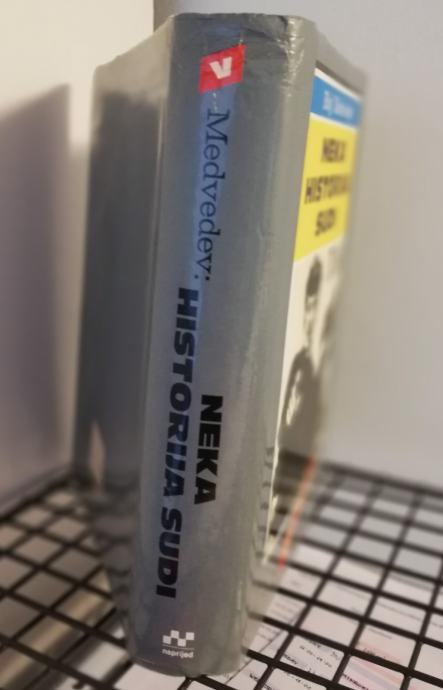 Medvedev:
NEKA
HISTORIJA SUDI
naprijed
NEKA
HISTORIJA
SUDI